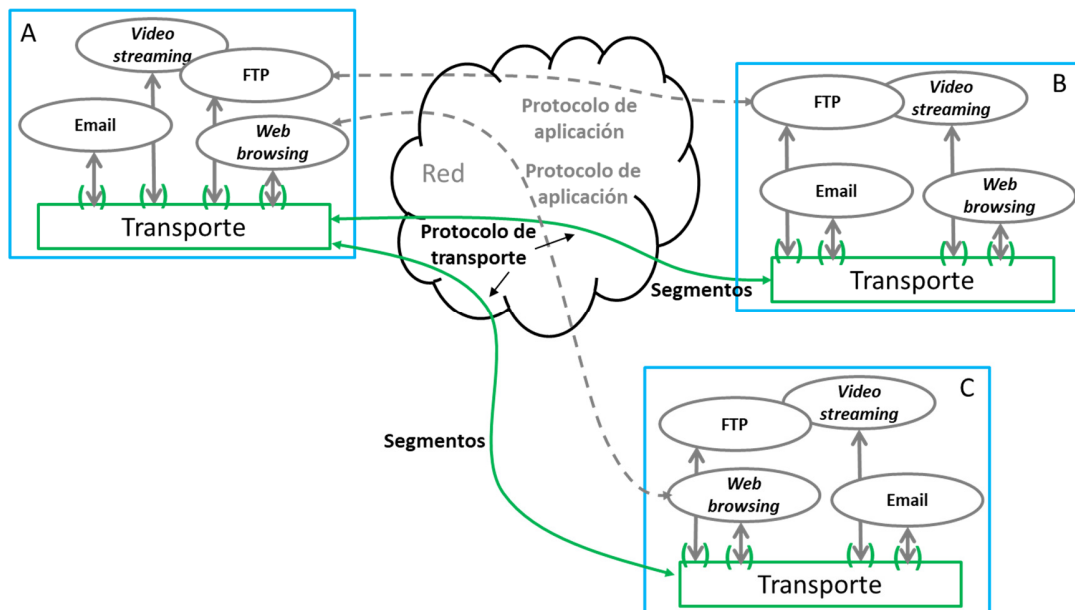 A
Video
streaming
FTP
Email
Web
browsing
Transporte
Protocolo de
aplicación
Red
Protocolo de
aplicación
Protocolo de
transporte
Segmentos
Segmentos
B
FTP
Video
streaming
Email
Web
browsing
Transporte
C
Video
streaming
FTP
Web
browsing
Email
Transporte